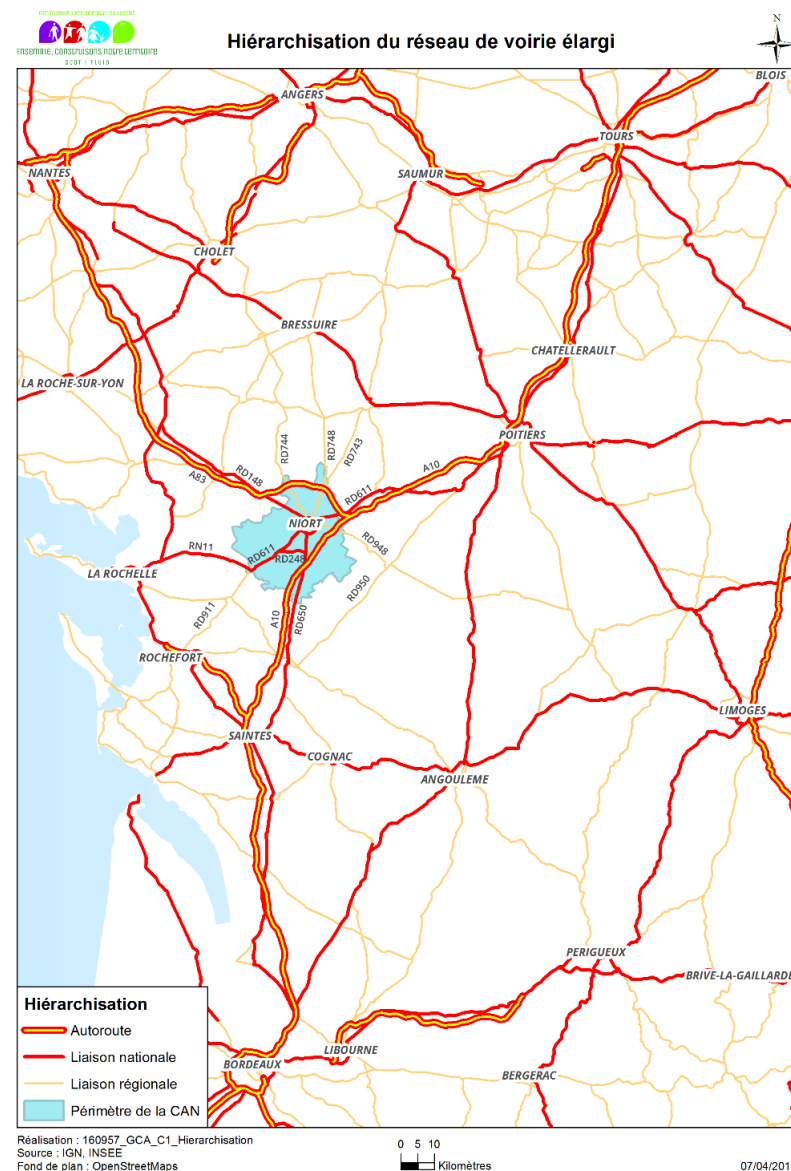 ENSEMBLE, CONSTRUISONS NOTRE TERRITOIRE
SCOT | PLUID
Hiérarchisation du réseau de voirie élargi
N
BLOIS
ANGERS
TOURS
NANTES
SAUMUR
CHOLET
BRESSUIRE
CHATELLERAULT
LA ROCHE-SUR-YON
POITIERS
RD744
RD748
RD743
A10
A83
RD148
RD611
NIORT
RN11
RD611
RD248
RD948
LA ROCHELLE
RD950
RD911
A10
RD650
ROCHEFORT
LIMOGES
SAINTES
COGNAC
ANGOULEME
PERIGUEUX
BRIVE-LA-GAILLARDE
Hiérarchisation
Autoroute
Liaison nationale
Liaison régionale
Périmètre de la CAN
LIBOURNE
BORDEAUX
BERGERAC
Réalisation : 160957_GCA_C1_Hierarchisation
Source : IGN, INSEE
Fond de plan : OpenStreetMaps
0 5 10
Kilomètres
07/04/201